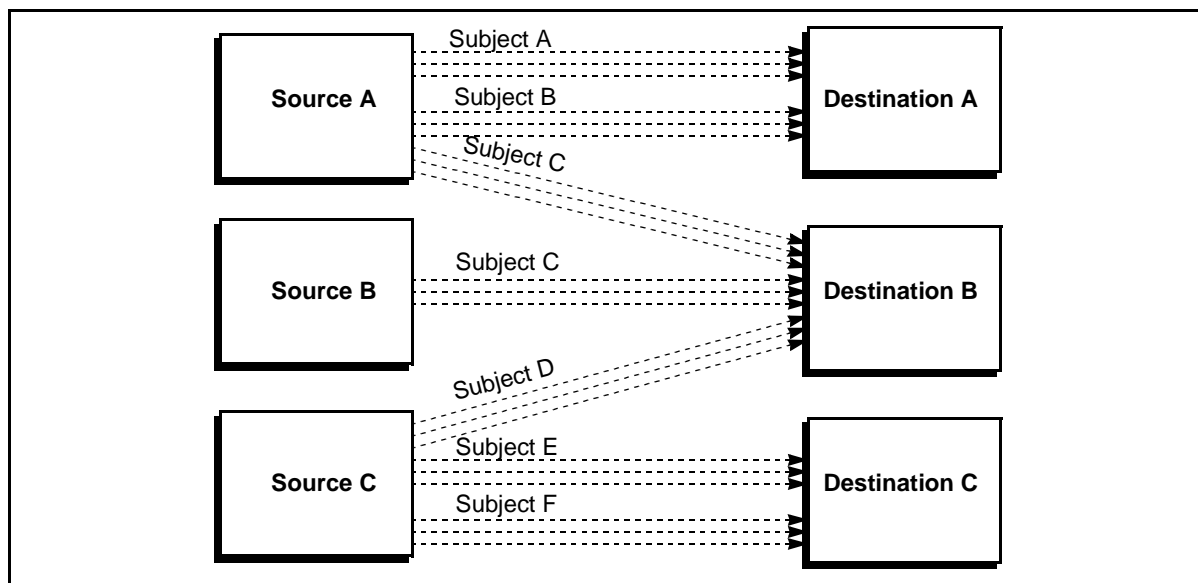 Subject A
Source A
Destination A
Subject B
Subject C
Subject C
Source B
Destination B
Subject D
Subject E
Source C
Destination C
Subject F